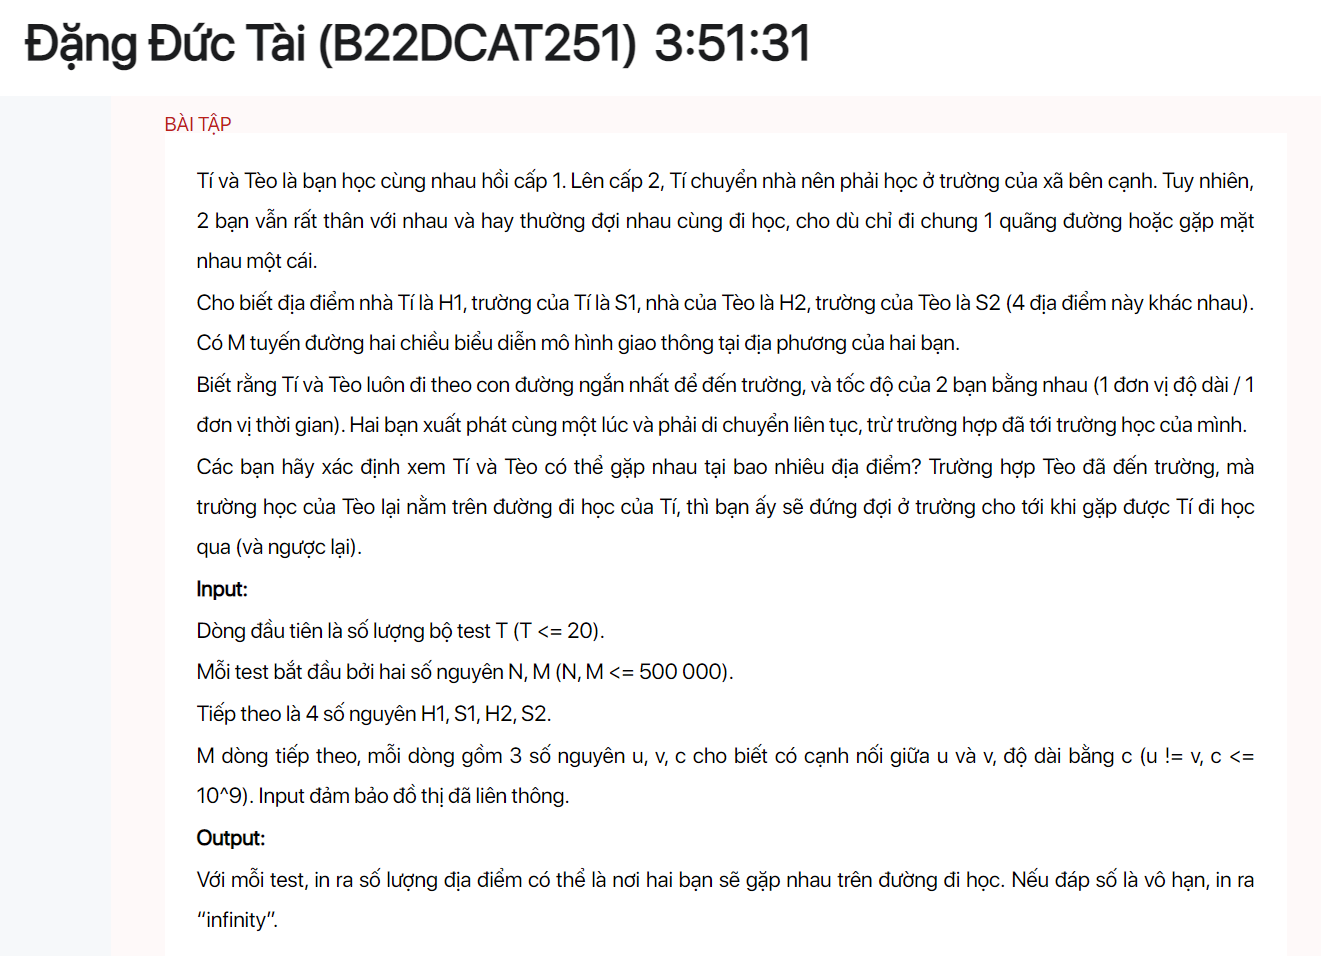 Đặng Đức Tài (B22DCAT251) 3:51:31
BÀI TẬP
Tí và Tèo là bạn học cùng nhau hồi cấp 1. Lên cấp 2, Tí chuyển nhà nên phải học ở trường của xã bên cạnh. Tuy nhiên,
2 bạn vẫn rất thân với nhau và hay thường đợi nhau cùng đi học, cho dù chỉ đi chung 1 quãng đường hoặc gặp mặt
nhau một cái.
Cho biết địa điểm nhà Tí là H1, trường của Tí là S1, nhà của Tèo là H2, trường của Tèo là S2 (4 địa điểm này khác nhau).
Có M tuyến đường hai chiều biểu diễn mô hình giao thông tại địa phương của hai bạn.
Biết rằng Tí và Tèo luôn đi theo con đường ngắn nhất để đến trường, và tốc độ của 2 bạn bằng nhau (1 đơn vị độ dài / 1
đơn vị thời gian). Hai bạn xuất phát cùng một lúc và phải di chuyển liên tục, trừ trường hợp đã tới trường học của mình.
Các bạn hãy xác định xem Tí và Tèo có thể gặp nhau tại bao nhiêu địa điểm? Trường hợp Tèo đã đến trường, mà
trường học của Tèo lại nằm trên đường đi học của Tí, thì bạn ấy sẽ đứng đợi ở trường cho tới khi gặp được Tí đi học
qua (và ngược lại).
Input:
Dòng đầu tiên là số lượng bộ test T (T <= 20).
Mỗi test bắt đầu bởi hai số nguyên N, M (N, M <= 500 000).
Tiếp theo là 4 số nguyên H1, S1, H2, S2.
M dòng tiếp theo, mỗi dòng gồm 3 số nguyên u, v, c cho biết có cạnh nối giữa u và v, độ dài bằng c (u != v, c <=
10^9). Input đảm bảo đồ thị đã liên thông.
Output:
Với mỗi test, in ra số lượng địa điểm có thể là nơi hai bạn sẽ gặp nhau trên đường đi học. Nếu đáp số là vô hạn, in ra
“infinity”.